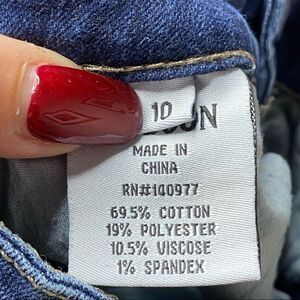 10
MADE IN
CHINA
RN#140977
69.5% COTTON
19% POLYESTER
10.5% VISCOSE
1% SPANDEX